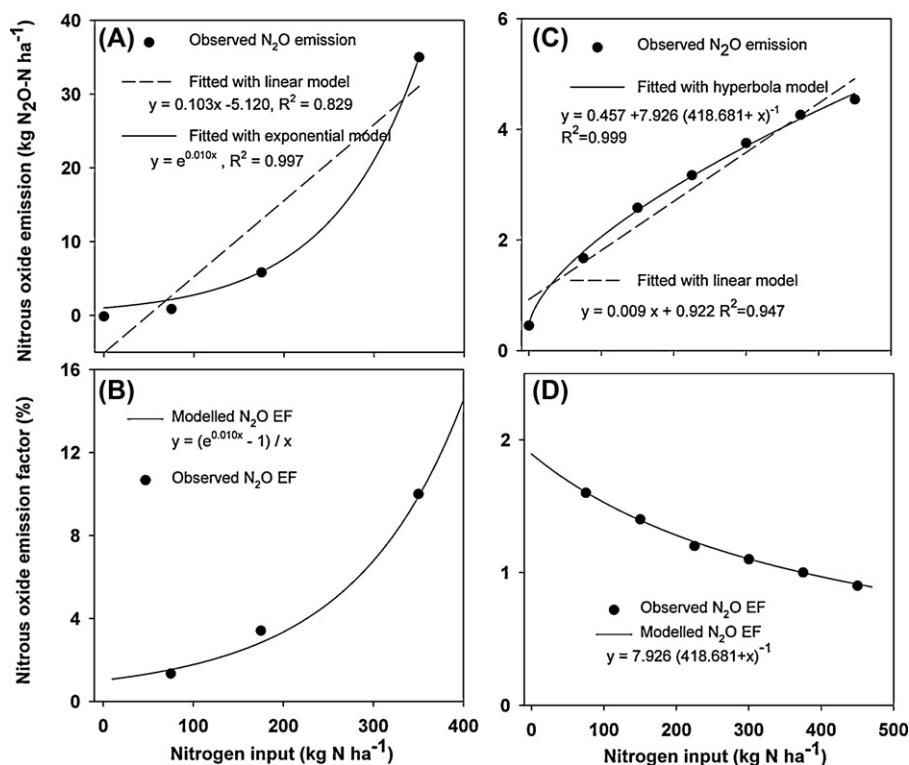 Nitrous oxide emission (kg N₂O-N ha⁻¹)
40
30
20
10
0
(A)
Observed N₂O emission
Fitted with linear model
y = 0.103x -5.120, R² = 0.829
Fitted with exponential model
y = e^0.010x , R² = 0.997
(C)
6
4
2
0
Observed N₂O emission
Fitted with hyperbola model
y = 0.457 +7.926 (418.681+ x)⁻¹
R²=0.999
Fitted with linear model
y = 0.009 x + 0.922 R²=0.947
Nitrous oxide emission factor (%)
16
12
8
4
0
(B)
Modelled N₂O EF
y = (e^0.010x - 1) / x
Observed N₂O EF
0 100 200 300 400
Nitrogen input (kg N ha⁻¹)
(D)
2
1
0
Observed N₂O EF
Modelled N₂O EF
y = 7.926 (418.681+x)⁻¹
0 100 200 300 400 500
Nitrogen input (kg N ha⁻¹)